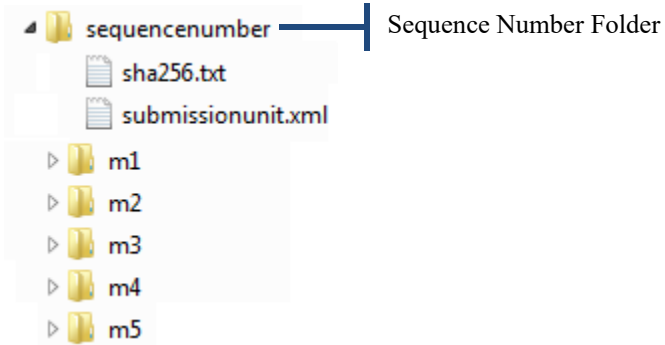 sequencenumber
Sequence Number Folder
sha256.txt
submissionunit.xml
m1
m2
m3
m4
m5